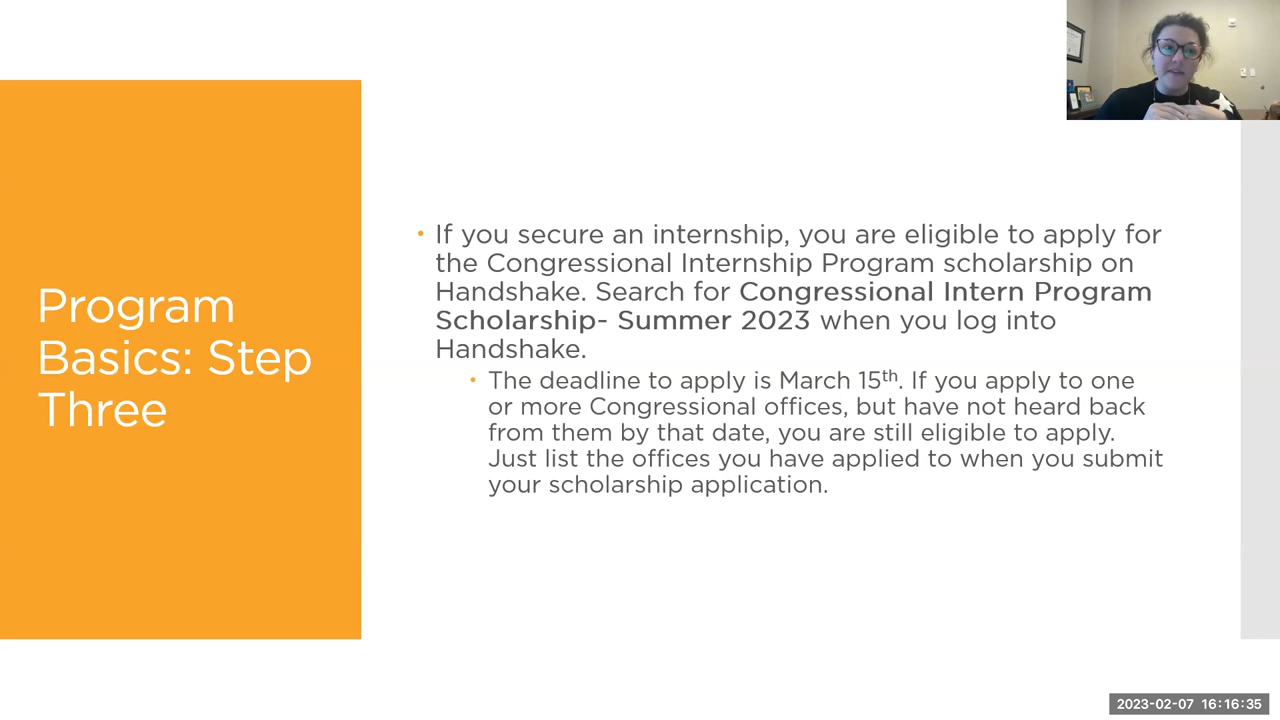 Program
Basics: Step
Three
• If you secure an internship, you are eligible to apply for
the Congressional Internship Program scholarship on
Handshake. Search for Congressional Intern Program
Scholarship- Summer 2023 when you log into
Handshake.
• The deadline to apply is March 15th. If you apply to one
or more Congressional offices, but have not heard back
from them by that date, you are still eligible to apply.
Just list the offices you have applied to when you submit
your scholarship application.
2023-02-07 16:16:35